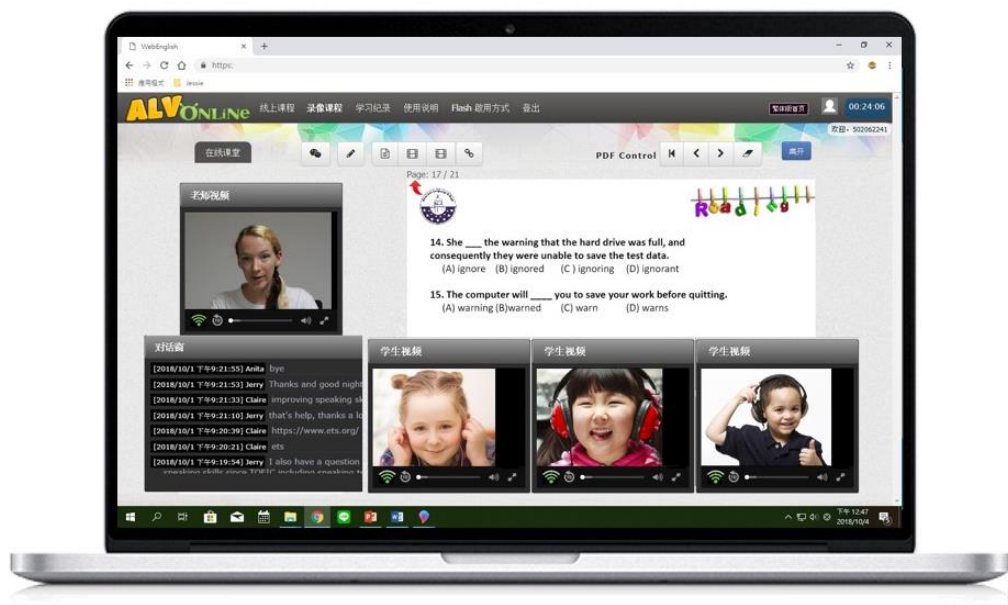 WebEnglish
https:
應用程式 Jessie
ALV ONLiNe 线上课程 录像课程 学习纪录 使用说明 Flash 啟用方式 登出 繁体版首页 00:24:06
欢迎，502062241
在线课堂 PDF Control 离开
Page: 17 / 21
老师视频
Reading
14. She ___ the warning that the hard drive was full, and
consequently they were unable to save the test data.
(A) ignore (B) ignored (C ) ignoring (D) ignorant
15. The computer will ____ you to save your work before quitting.
(A) warning (B)warned (C) warn (D) warns
对话窗
[2018/10/1 下午9:21:55] Anita bye
[2018/10/1 下午9:21:53] Jerry Thanks and good night
[2018/10/1 下午9:21:33] Claire improving speaking sk
[2018/10/1 下午9:21:10] Jerry that's help, thanks a lo
[2018/10/1 下午9:20:39] Claire https://www.ets.org/
[2018/10/1 下午9:20:21] Claire ets
[2018/10/1 下午9:19:54] Jerry I also have a question
speaking skills since TOEIC including speaking te
学生视频
学生视频
学生视频
下午 12:47
2018/10/4